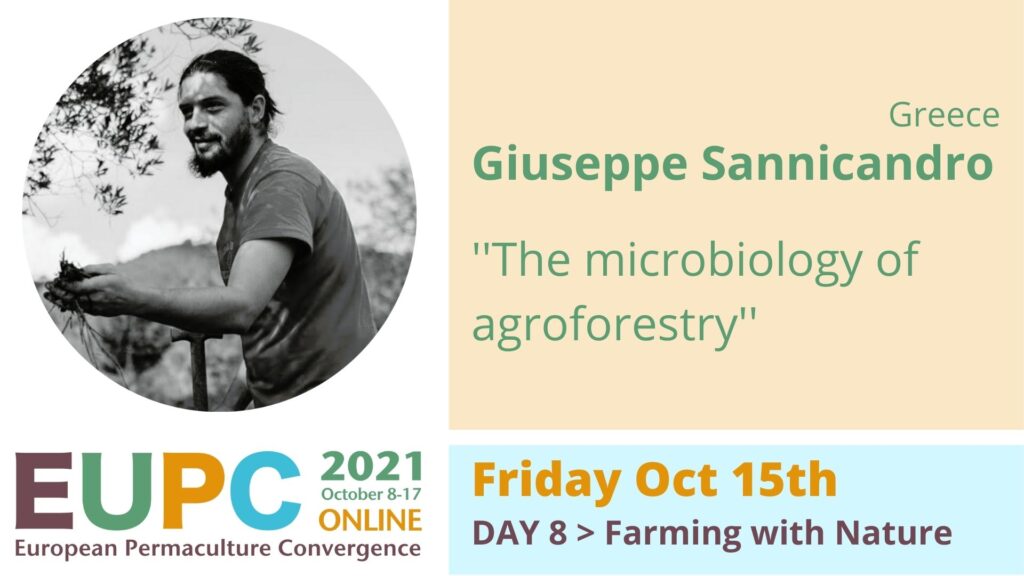 Greece
Giuseppe Sannicandro
''The microbiology of
agroforestry''
EUPC
2021
October 8-17
ONLINE
European Permaculture Convergence
Friday Oct 15th
DAY 8 > Farming with Nature